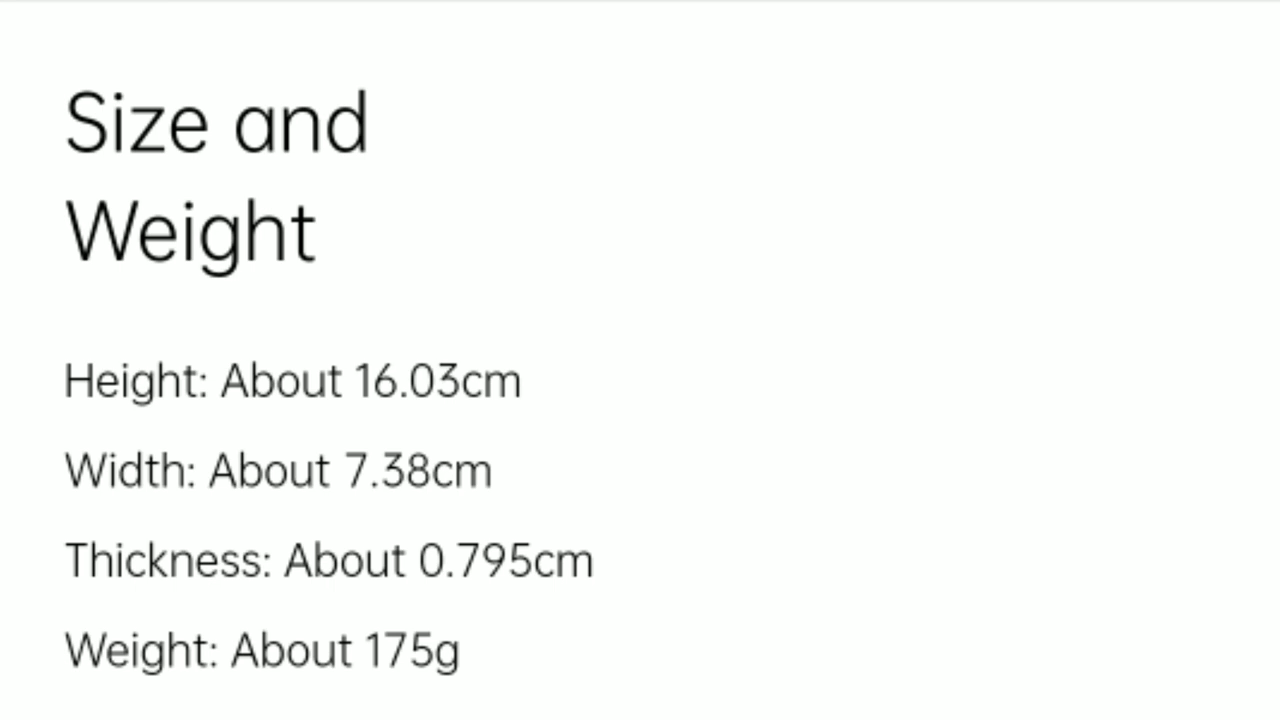 Size and
Weight
Height: About 16.03cm
Width: About 7.38cm
Thickness: About 0.795cm
Weight: About 175g